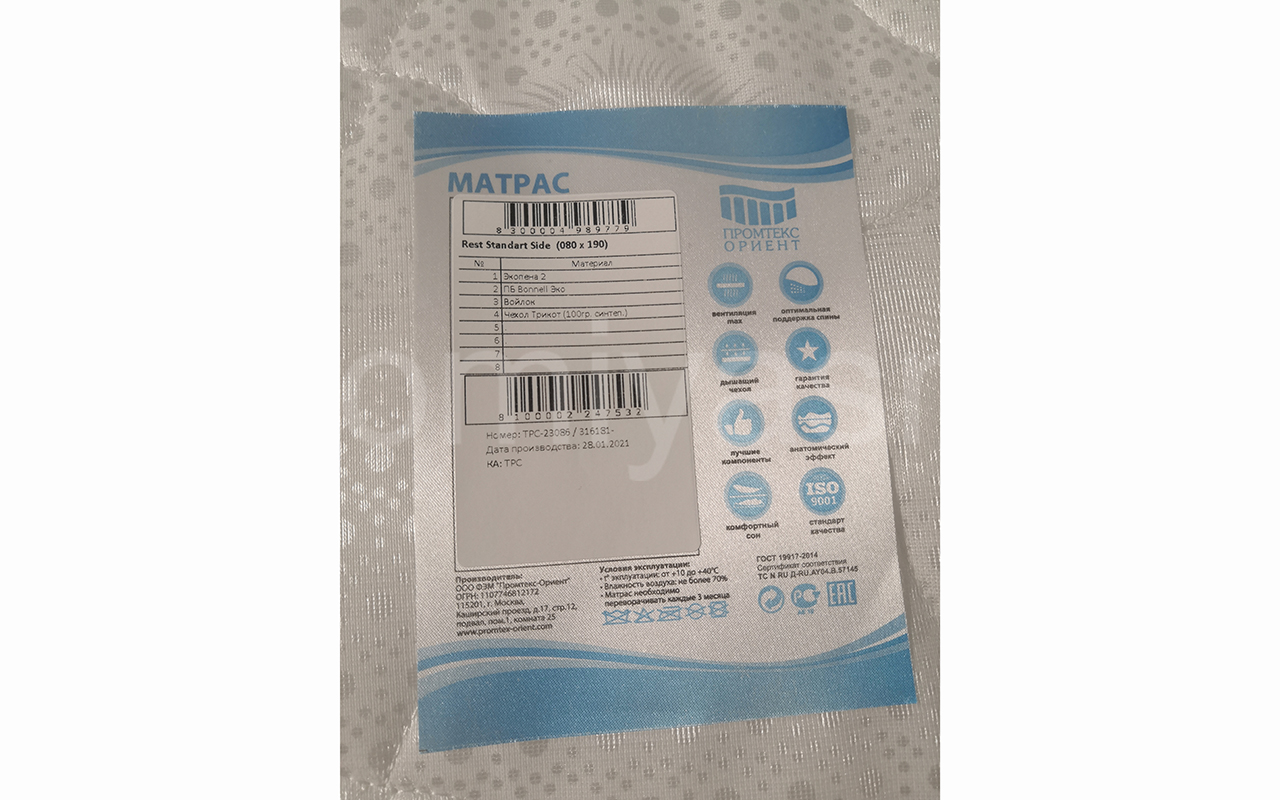 МАТРАС
8 300004 989779
Rest Standart Side (080 x 190)
№ Материал
1 Экопена 2
2 ПБ Bonnell Эко
3 Войлок
4 Чехол Трикот (100гр. синтеп.)
5
6
7
8
8 100002 247532
Номер: ТРС-23086 / 316181-
Дата производства: 28.01.2021
КА: ТРС
ПРОМТЕКС
ОРИЕНТ
вентиляция
max
оптимальная
поддержка спины
дышащий
чехол
гарантия
качества
лучшие
компоненты
анатомический
эффект
комфортный
сон
ISO
9001
стандарт
качества
Производитель:
ООО ФЭМ "Промтекс-Ориент"
ОГРН: 1107746812172
115201, г. Москва,
Каширский проезд, д.17, стр.12,
подвал, пом.1, комната 25
www.promtex-orient.com
Условия эксплуатации:
• t° эксплуатации: от +10 до +40°C
• Влажность воздуха: не более 70%
• Матрас необходимо
переворачивать каждые 3 месяца
ГОСТ 19917-2014
Сертификат соответствия
ТС N RU Д-RU.АУ04.В.57145
ЕАС